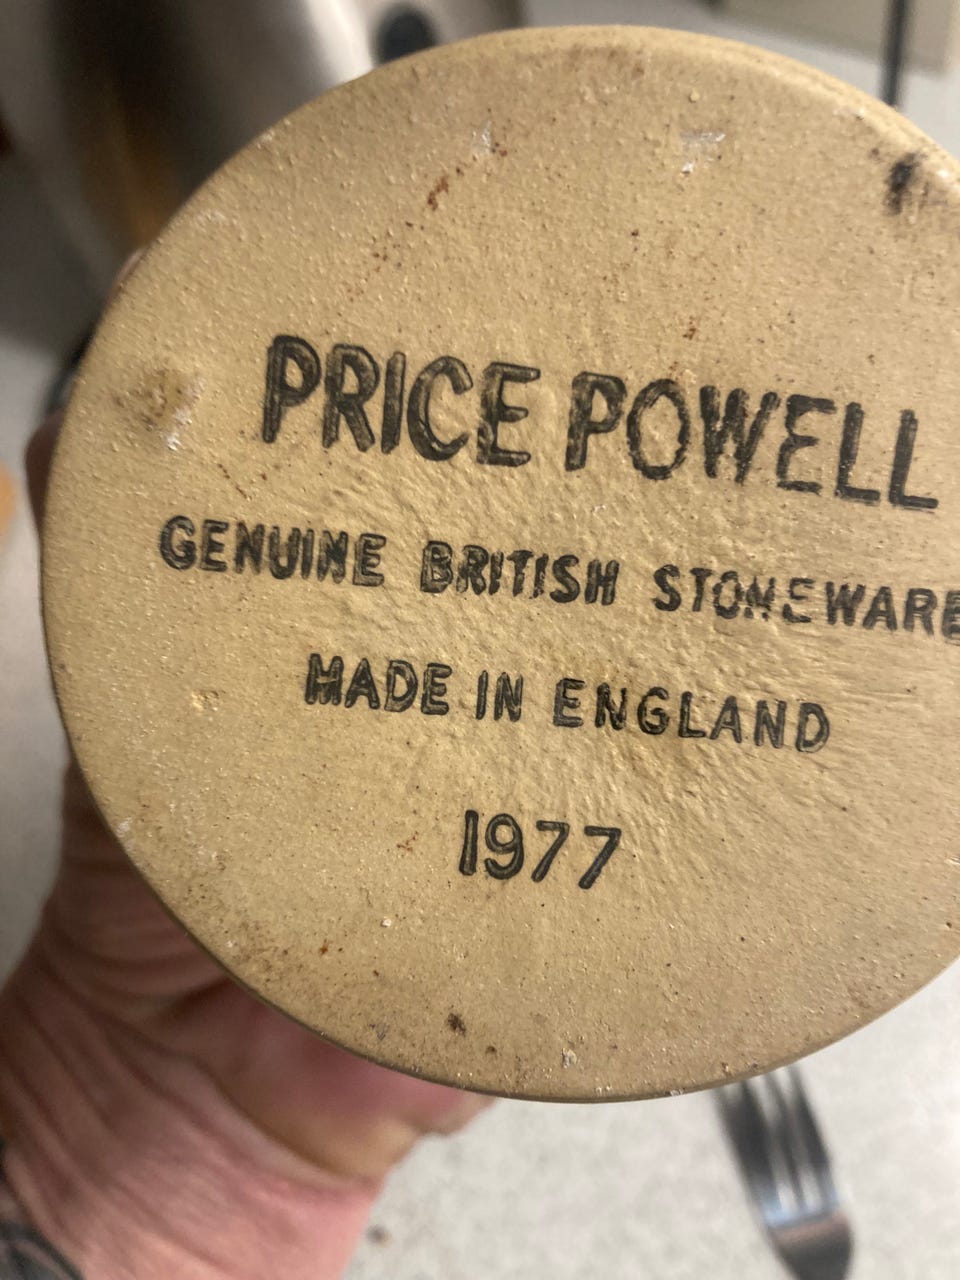 PRICE POWELL
GENUINE BRITISH STONEWARE
MADE IN ENGLAND
1977